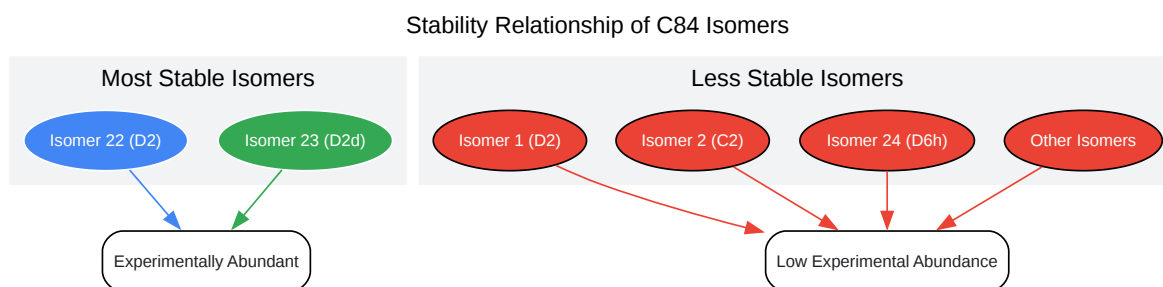 Stability Relationship of C84 Isomers
Most Stable Isomers
Less Stable Isomers
Isomer 22 (D2)
Isomer 23 (D2d)
Isomer 1 (D2)
Isomer 2 (C2)
Isomer 24 (D6h)
Other Isomers
Experimentally Abundant
Low Experimental Abundance